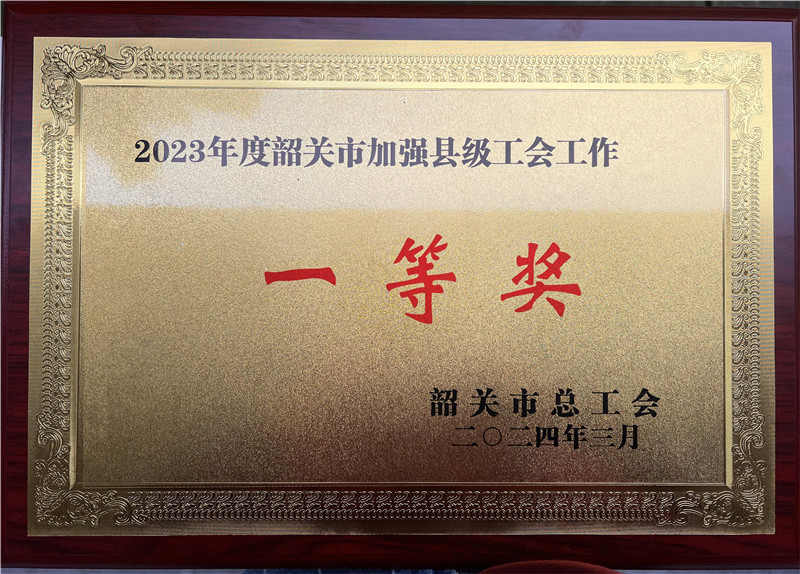 2023年度韶关市加强县级工会工作
一等奖
韶关市总工会
二〇二四年三月